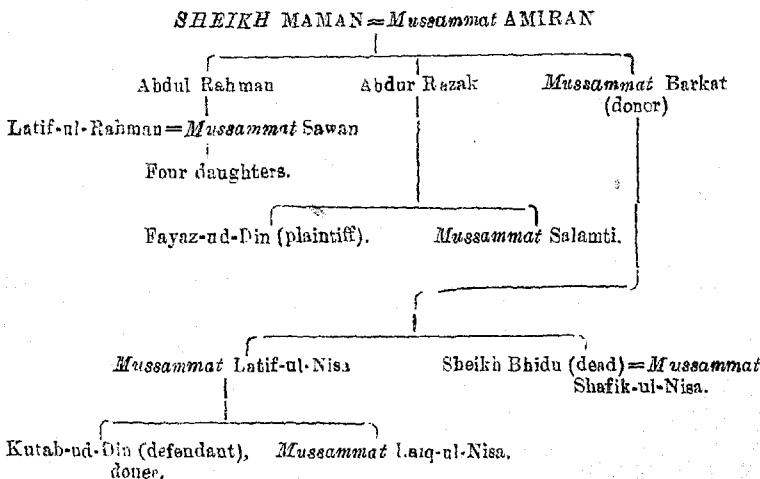 SHEIKH MAMAN=Mussammat AMIRAN
Abdul Rahman Abdur Razak Mussammat Barkat
(donor)
Latif-ul-Rahman=Mussammat Sawan
Four daughters.
Fayaz-ud-Din (plaintiff). Mussammat Salamti.
Mussammat Latif-ul-Nisa Sheikh Bhidu (dead)=Mussammat
Shafik-ul-Nisa.
Kutab-ud-Din (defendant), Mussammat Laiq-ul-Nisa.
donee.